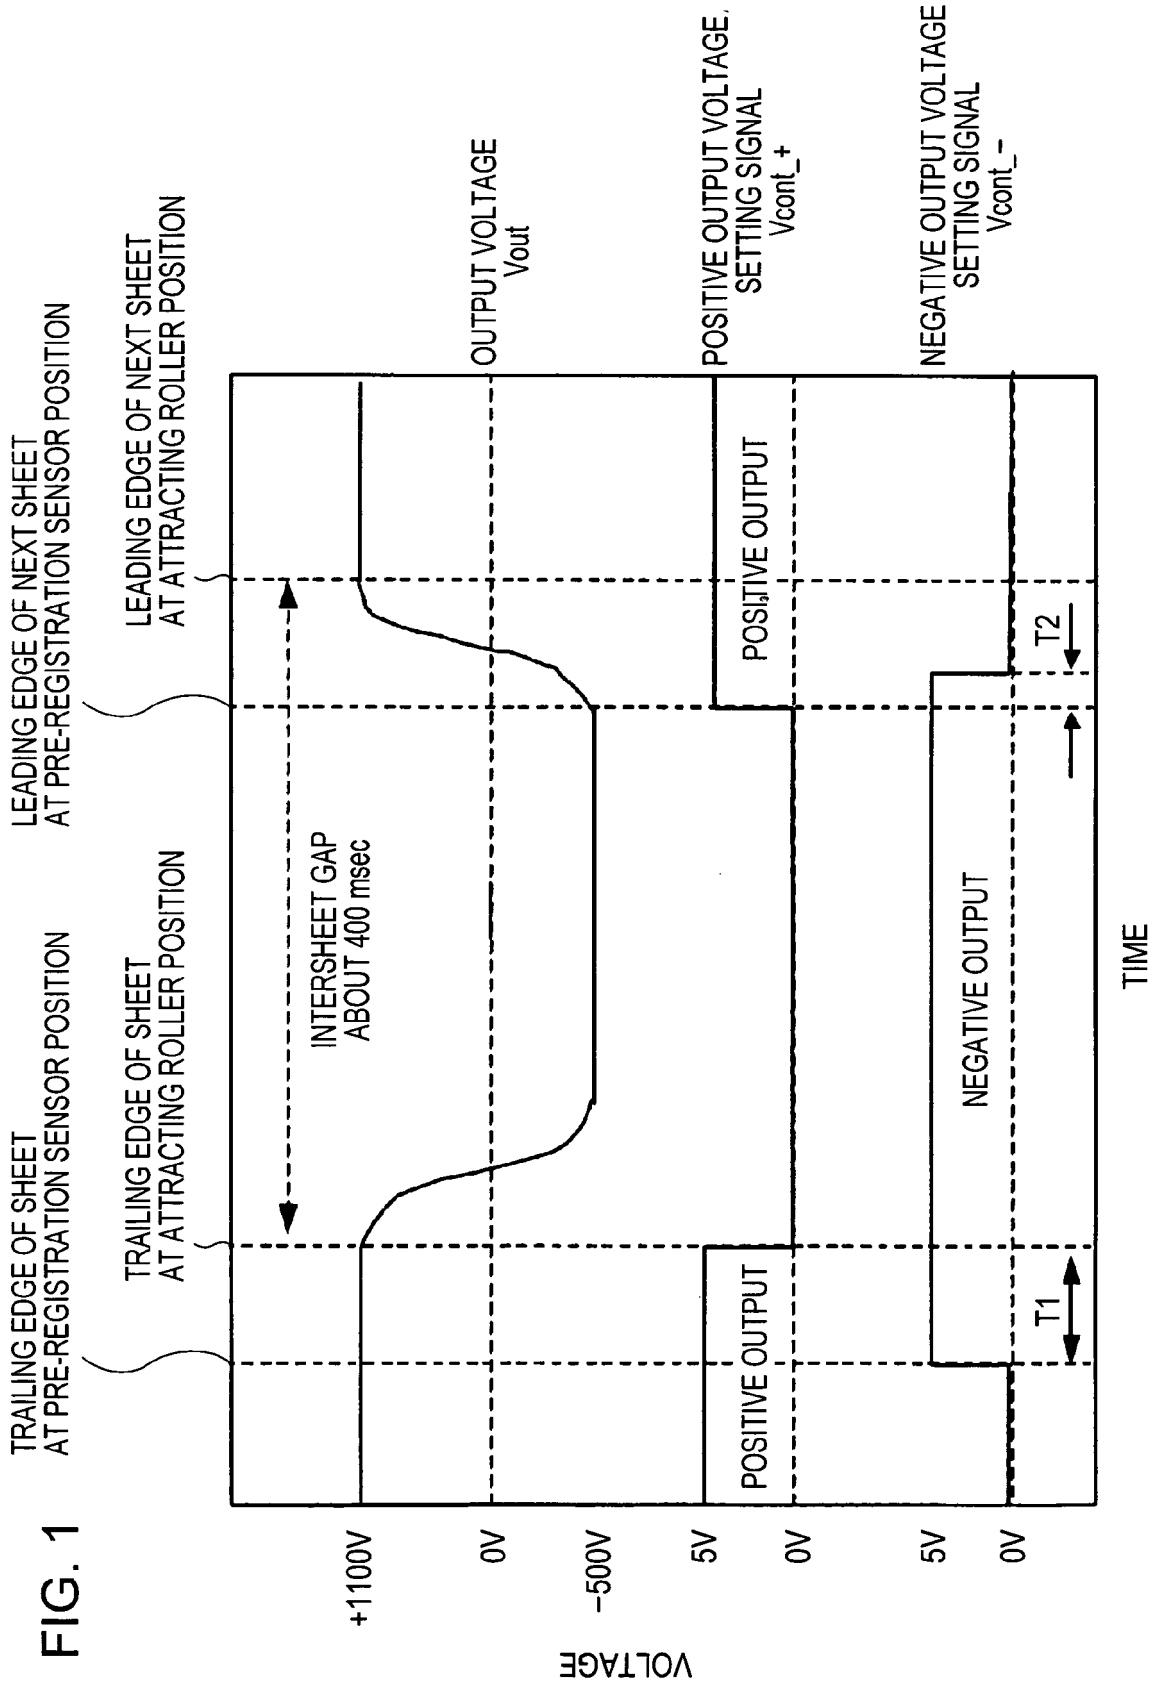 FIG. 1
TRAILING EDGE OF SHEET
AT PRE-REGISTRATION SENSOR POSITION
LEADING EDGE OF NEXT SHEET
AT PRE-REGISTRATION SENSOR POSITION
TRAILING EDGE OF SHEET
AT ATTRACTING ROLLER POSITION
LEADING EDGE OF NEXT SHEET
AT ATTRACTING ROLLER POSITION
INTERSHEET GAP
ABOUT 400 msec
+1100V
0V
-500V
5V
0V
5V
0V
VOLTAGE
OUTPUT VOLTAGE
Vout
POSITIVE OUTPUT VOLTAGE
SETTING SIGNAL
Vcont_+
NEGATIVE OUTPUT VOLTAGE
SETTING SIGNAL
Vcont_-
POSITIVE OUTPUT
POSITIVE OUTPUT
NEGATIVE OUTPUT
T1
T2
TIME